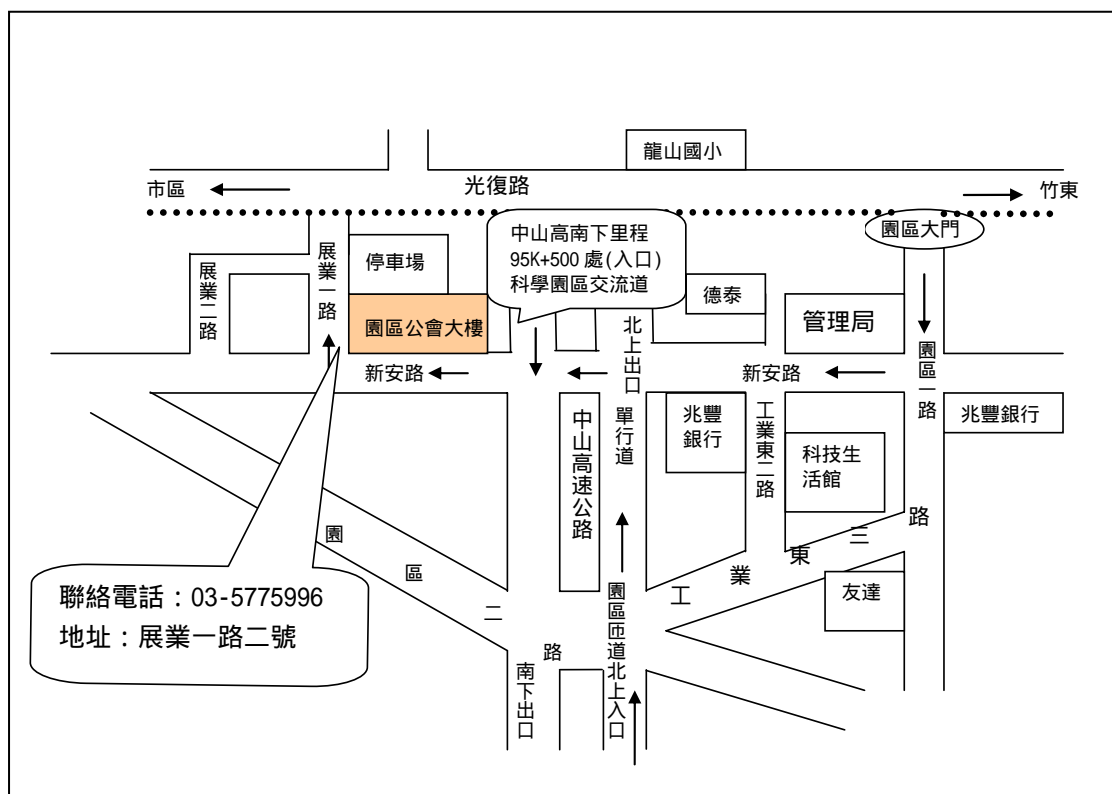 龍山國小
市區
光復路
竹東
園區大門
中山高南下里程
95K+500 處(入口)
科學園區交流道
展業一路
停車場
展業二路
德泰
園區公會大樓
北上出口
管理局
園區一路
新安路
新安路
單行道
兆豐
銀行
工業東二路
兆豐銀行
中山高速公路
科技生
活館
園區二路
工業東三路
聯絡電話：03-5775996
地址：展業一路二號
友達
園區匝道北上入口
南下出口